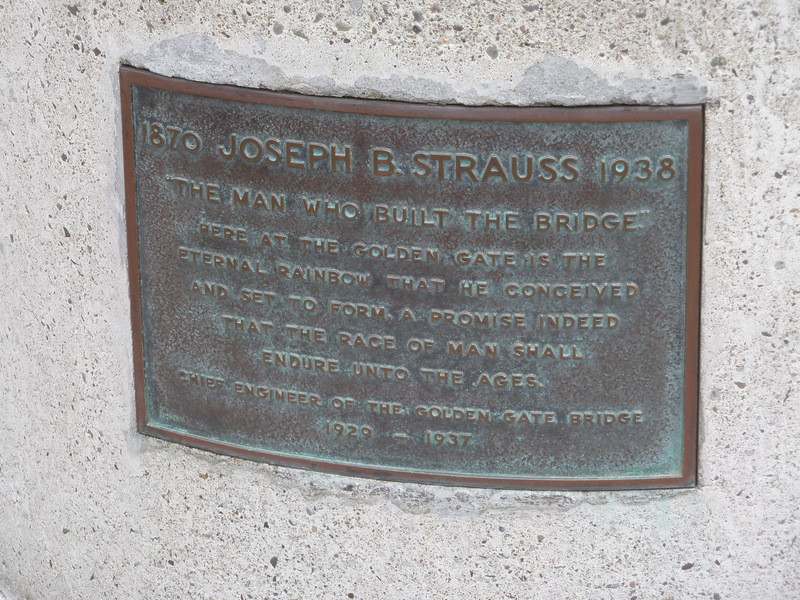 1870 JOSEPH B. STRAUSS 1938
"THE MAN WHO BUILT THE BRIDGE"
HERE AT THE GOLDEN GATE IS THE
ETERNAL RAINBOW THAT HE CONCEIVED
AND SET TO FORM, A PROMISE INDEED
THAT THE RACE OF MAN SHALL
ENDURE UNTO THE AGES.
CHIEF ENGINEER OF THE GOLDEN GATE BRIDGE
1929 – 1937